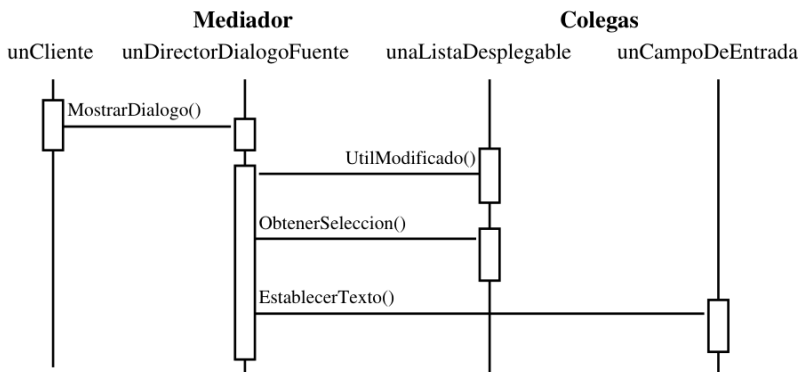 Mediador Colegas
unCliente unDirectorDialogoFuente unaListaDesplegable unCampoDeEntrada
MostrarDialogo()
UtilModificado()
ObtenerSeleccion()
EstablecerTexto()